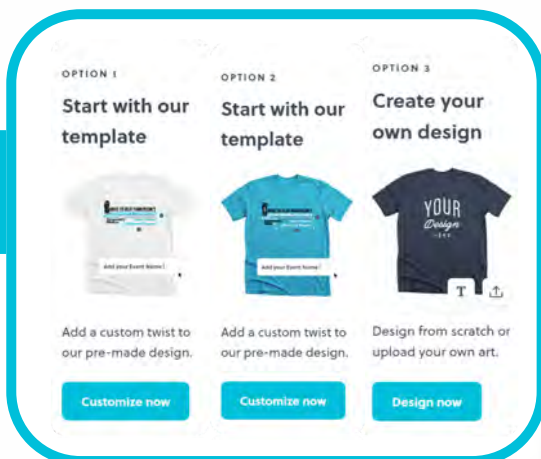 OPTION 1
Start with our
template
Add your Event Name!
Add a custom twist to
our pre-made design.
Customize now
OPTION 2
Start with our
template
Add your Event Name!
Add a custom twist to
our pre-made design.
Customize now
OPTION 3
Create your
own design
YOUR
Design
T
Design from scratch or
upload your own art.
Design now